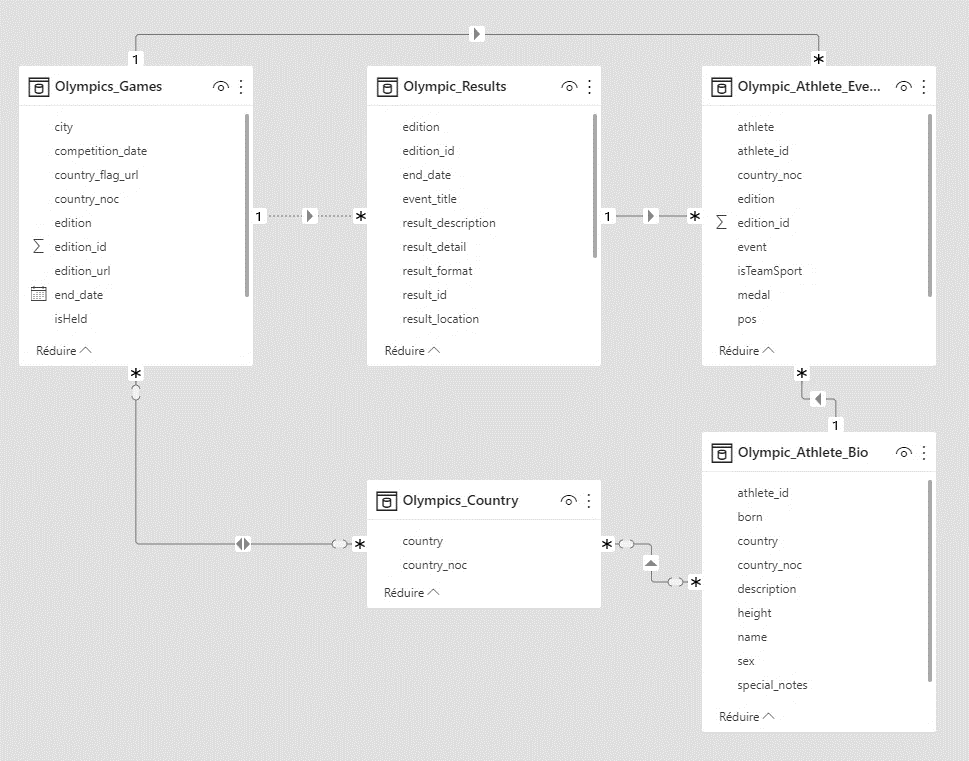 1
*
Olympics_Games
city
competition_date
country_flag_url
country_noc
edition
∑ edition_id
edition_url
end_date
isHeld
Réduire
1
*
Olympic_Results
edition
edition_id
end_date
event_title
result_description
result_detail
result_format
result_id
result_location
Réduire
1
*
Olympic_Athlete_Eve...
athlete
athlete_id
country_noc
edition
∑ edition_id
event
isTeamSport
medal
pos
Réduire
*
*
1
Olympics_Country
country
country_noc
Réduire
*
*
*
Olympic_Athlete_Bio
athlete_id
born
country
country_noc
description
height
name
sex
special_notes
Réduire